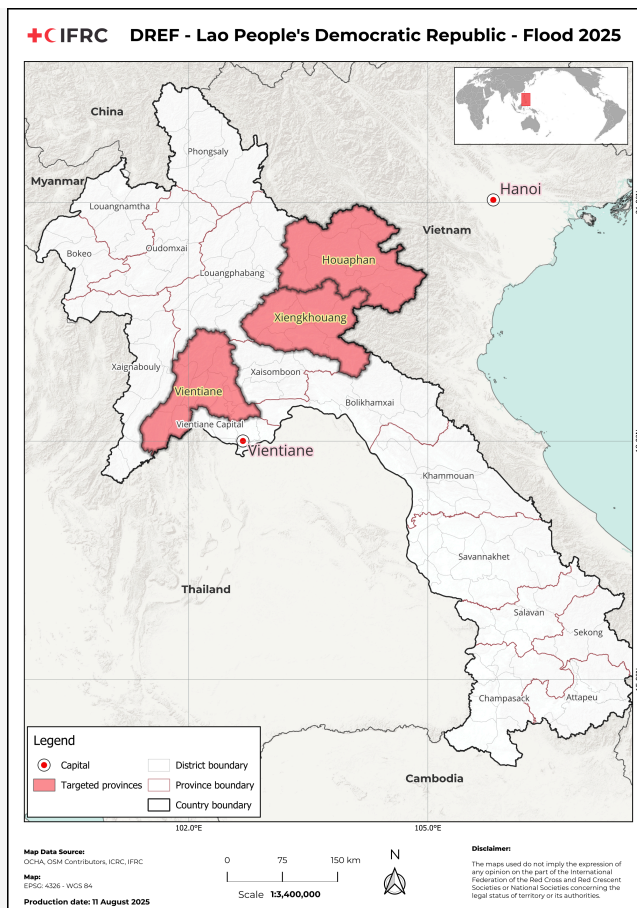 IFRC
DREF - Lao People's Democratic Republic - Flood 2025
China
Phongsaly
Myanmar
Hanoi
Louangnamtha
Vietnam
Oudomxai
Bokeo
Houaphan
Louangphabang
Xiengkhouang
Xaignabouly
Xaisomboon
Vientiane
Bolikhamxai
Vientiane Capital
Vientiane
Khammouan
Savannakhet
Thailand
Salavan
Sekong
Champasack
Attapeu
Cambodia
Legend
Capital
District boundary
Targeted provinces
Province boundary
Country boundary
102.0°E
105.0°E
Map Data Source:
OCHA, OSM Contributors, ICRC, IFRC
Map:
EPSG: 4326 - WGS 84
Production date: 11 August 2025
0 75 150 km
Scale 1:3,400,000
N
Disclaimer:
The maps used do not imply the expression of
any opinion on the part of the International
Federation of the Red Cross and Red Crescent
Societies or National Societies concerning the
legal status of territory or its authorities.